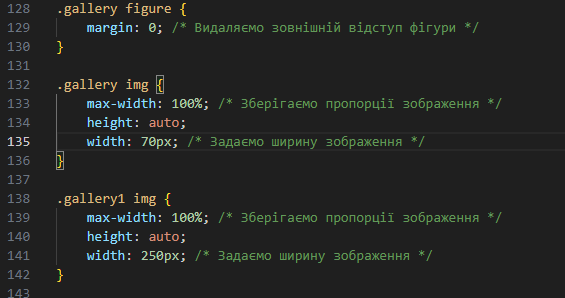 128 .gallery figure {
129 margin: 0; /* Видаляємо зовнішній відступ фігури */
130 }
131
132 .gallery img {
133 max-width: 100%; /* Зберігаємо пропорції зображення */
134 height: auto;
135 width: 70px; /* Задаємо ширину зображення */
136 }
137
138 .gallery1 img {
139 max-width: 100%; /* Зберігаємо пропорції зображення */
140 height: auto;
141 width: 250px; /* Задаємо ширину зображення */
142 }
143